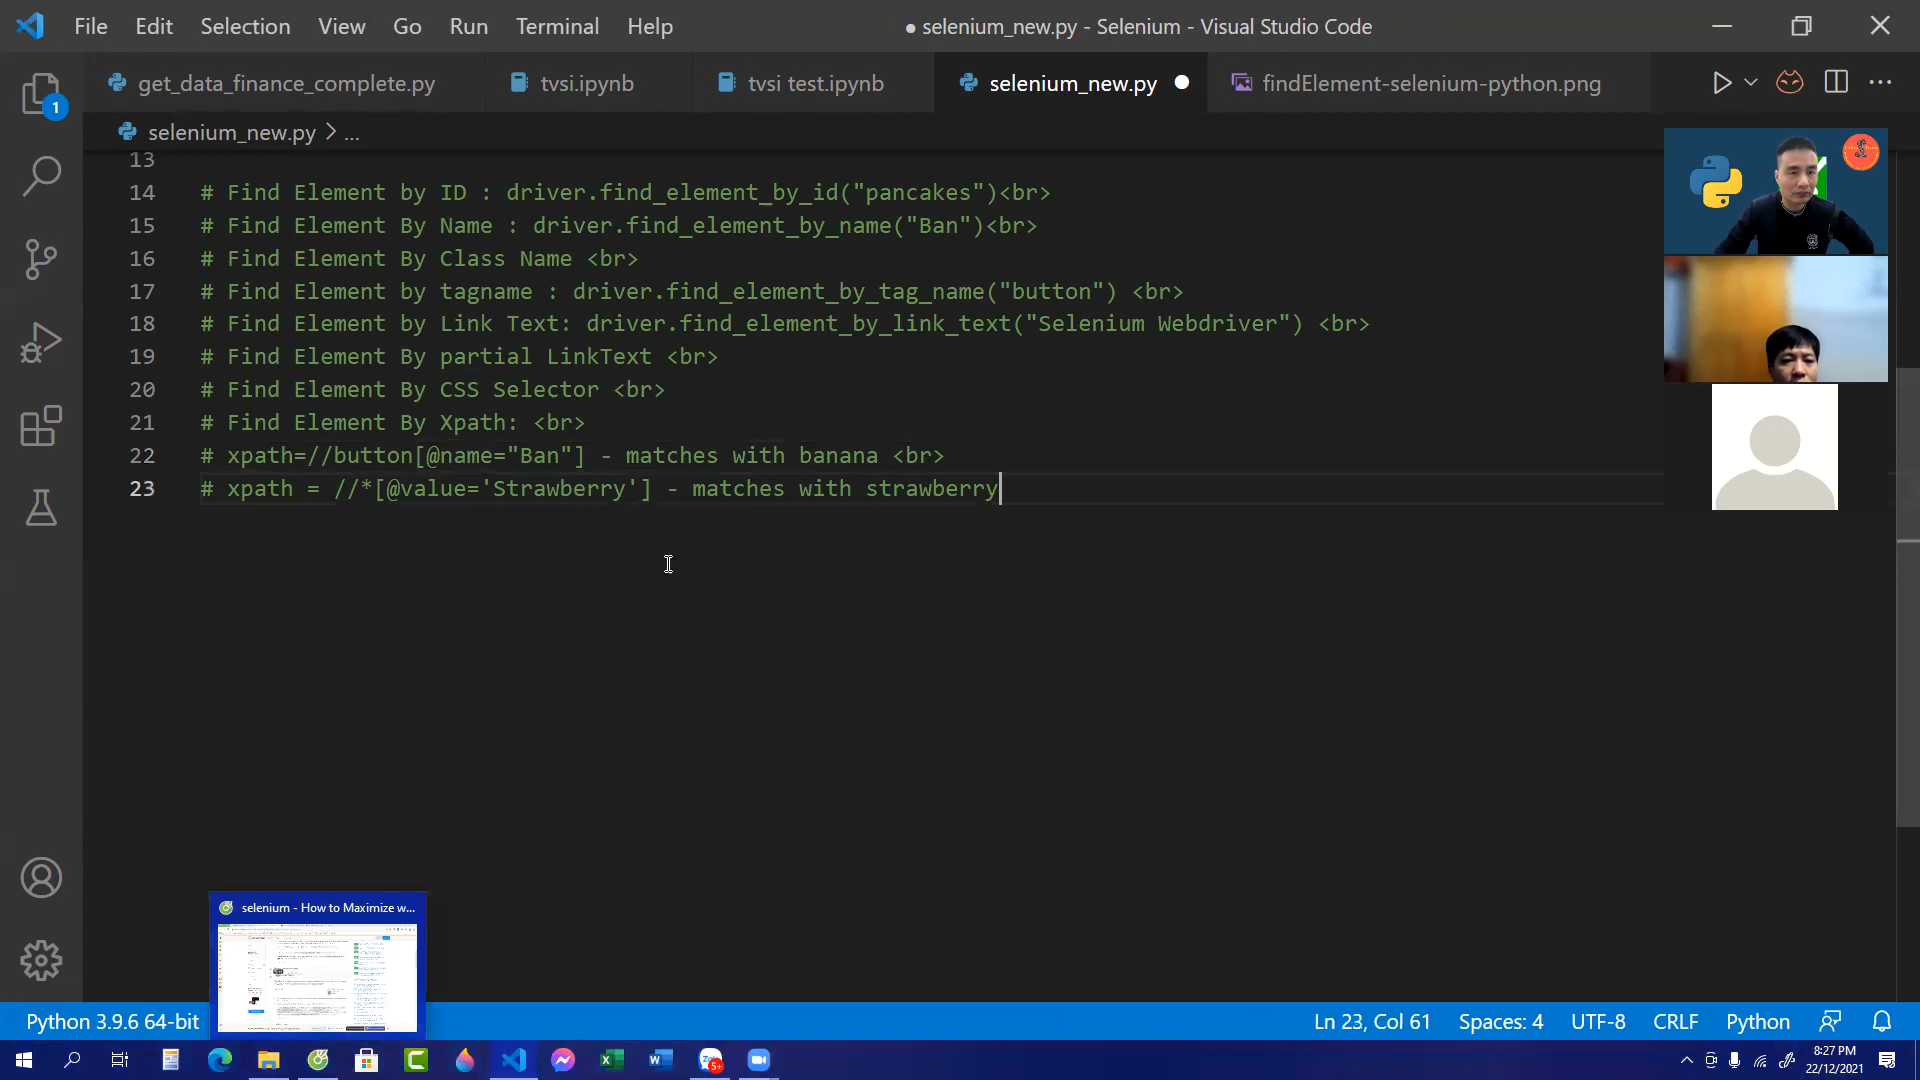 File Edit Selection View Go Run Terminal Help
● selenium_new.py - Selenium - Visual Studio Code
get_data_finance_complete.py
tvsi.ipynb
tvsi test.ipynb
selenium_new.py
findElement-selenium-python.png
1
selenium_new.py > ...
13
14 # Find Element by ID : driver.find_element_by_id("pancakes")<br>
15 # Find Element By Name : driver.find_element_by_name("Ban")<br>
16 # Find Element By Class Name <br>
17 # Find Element by tagname : driver.find_element_by_tag_name("button") <br>
18 # Find Element by Link Text: driver.find_element_by_link_text("Selenium Webdriver") <br>
19 # Find Element By partial LinkText <br>
20 # Find Element By CSS Selector <br>
21 # Find Element By Xpath: <br>
22 # xpath=//button[@name="Ban"] - matches with banana <br>
23 # xpath = //*[@value='Strawberry'] - matches with strawberry
selenium - How to Maximize w...
Python 3.9.6 64-bit
Ln 23, Col 61 Spaces: 4 UTF-8 CRLF Python
5+
8:27 PM
22/12/2021